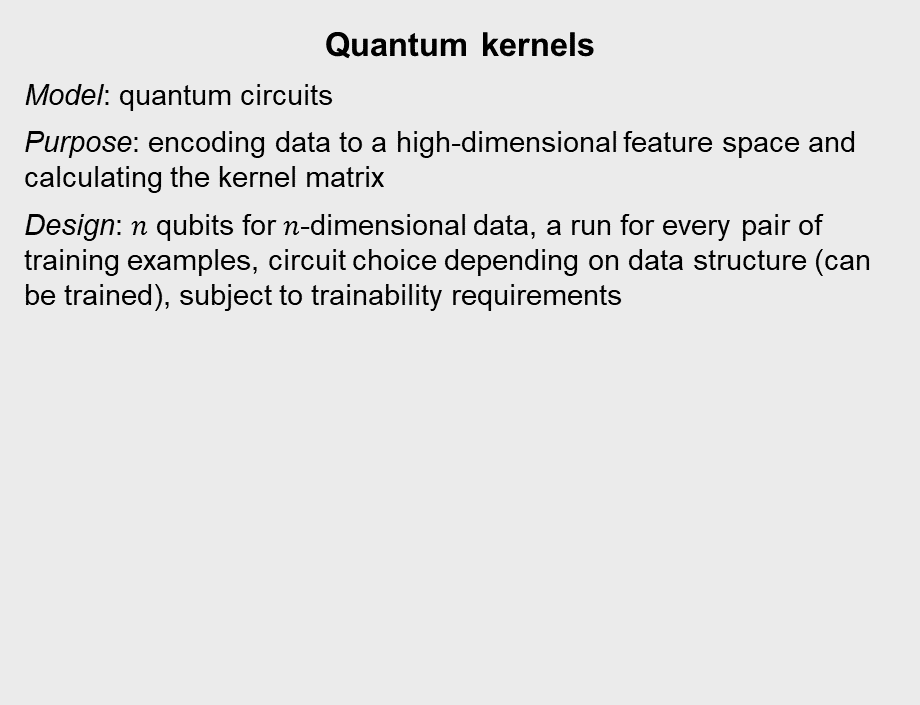 Quantum kernels
Model: quantum circuits
Purpose: encoding data to a high-dimensional feature space and
calculating the kernel matrix
Design: 𝑛 qubits for 𝑛-dimensional data, a run for every pair of
training examples, circuit choice depending on data structure (can
be trained), subject to trainability requirements